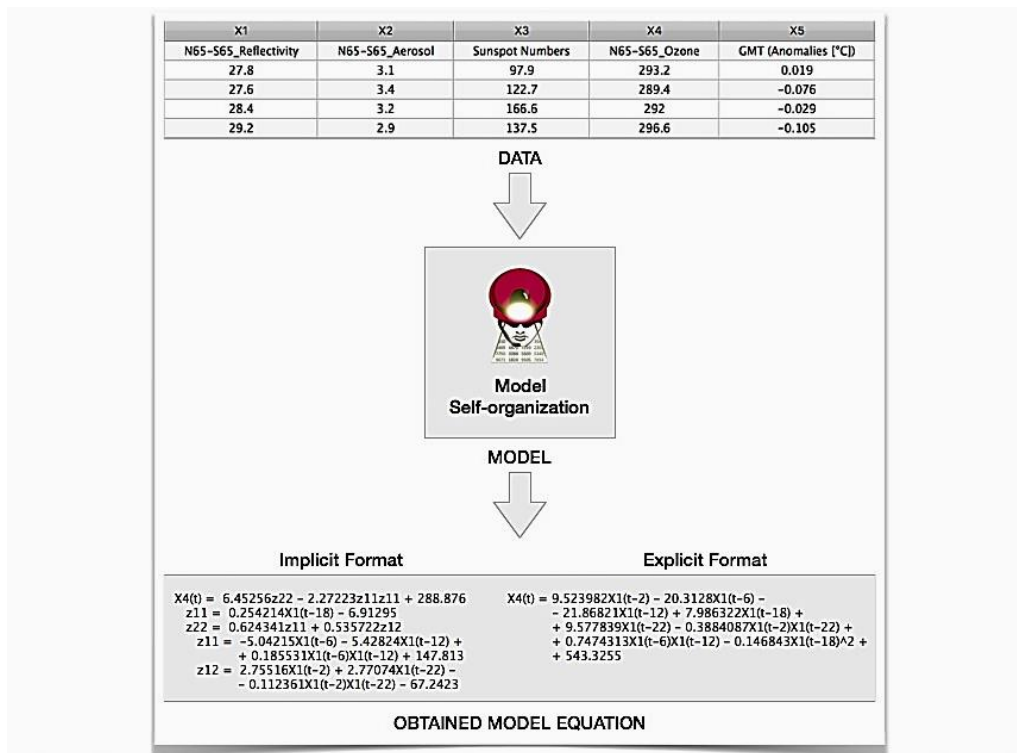 X1 X2 X3 X4 X5
N65-S65_Reflectivity N65-S65_Aerosol Sunspot Numbers N65-S65_Ozone GMT (Anomalies [°C])
27.8 3.1 97.9 293.2 0.019
27.6 3.4 122.7 289.4 -0.076
28.4 3.2 166.6 292 -0.029
29.2 2.9 137.5 296.6 -0.105
DATA
Model
Self-organization
MODEL
Implicit Format
X4(t) = 6.45256z22 - 2.27223z11z11 + 288.876
z11 = 0.254214X1(t-18) - 6.91295
z22 = 0.624341z11 + 0.535722z12
z11 = -5.04215X1(t-6) - 5.42824X1(t-12) +
+ 0.185531X1(t-6)X1(t-12) + 147.813
z12 = 2.75516X1(t-2) + 2.77074X1(t-22) -
- 0.112361X1(t-2)X1(t-22) - 67.2423
Explicit Format
X4(t) = 9.523982X1(t-2) - 20.3128X1(t-6) -
- 21.86821X1(t-12) + 7.986322X1(t-18) +
+ 9.577839X1(t-22) - 0.3884087X1(t-2)X1(t-22) +
+ 0.7474313X1(t-6)X1(t-12) - 0.146843X1(t-18)^2 +
+ 543.3255
OBTAINED MODEL EQUATION